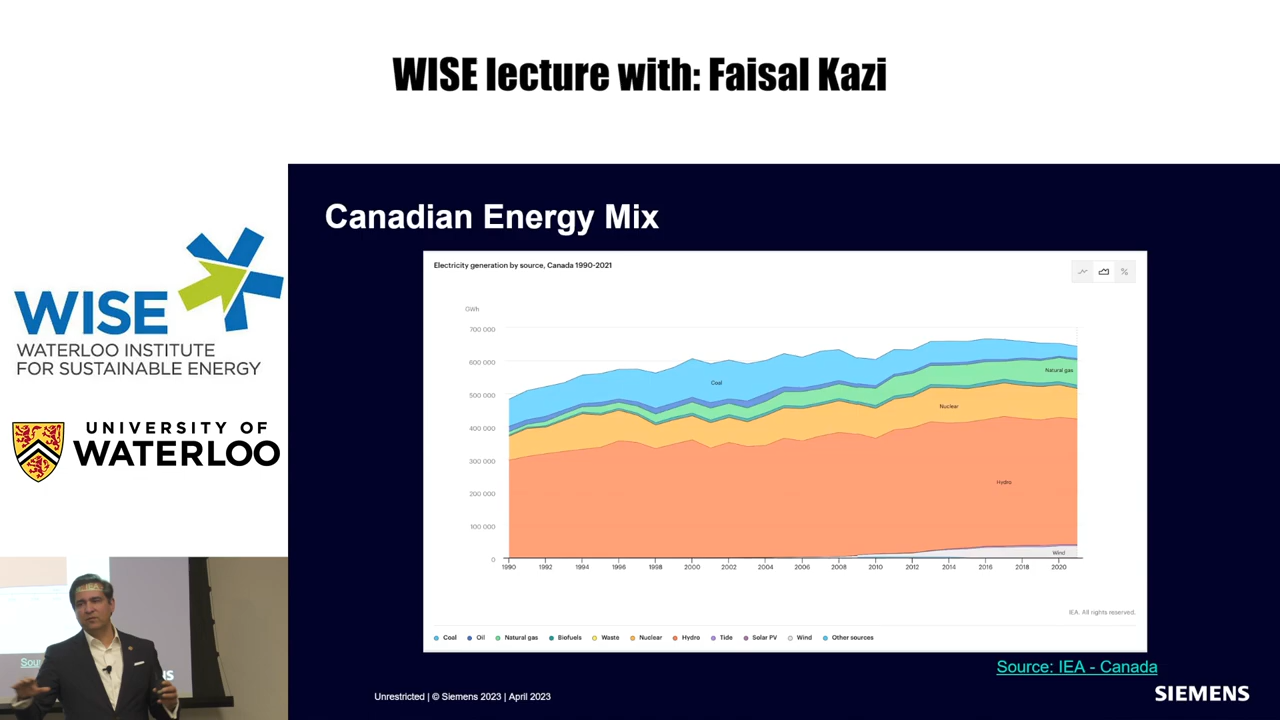 WISE lecture with: Faisal Kazi
WISE
WATERLOO INSTITUTE
FOR SUSTAINABLE ENERGY
UNIVERSITY OF
WATERLOO
Canadian Energy Mix
Electricity generation by source, Canada 1990-2021
%
GWh
700 000
600 000
500 000
400 000
300 000
200 000
100 000
0
Coal
Natural gas
Nuclear
Hydro
Wind
1990 1992 1994 1996 1998 2000 2002 2004 2006 2008 2010 2012 2014 2016 2018 2020
IEA. All rights reserved.
Coal Oil Natural gas Biofuels Waste Nuclear Hydro Tide Solar PV Wind Other sources
Source: IEA - Canada
Unrestricted | © Siemens 2023 | April 2023
SIEMENS
IEA